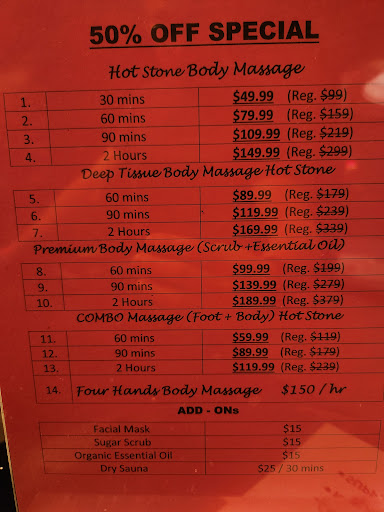 50% OFF SPECIAL
Hot Stone Body Massage
1. 30 mins $49.99 (Reg. $99)
2. 60 mins $79.99 (Reg. $159)
3. 90 mins $109.99 (Reg. $219)
4. 2 Hours $149.99 (Reg. $299)
Deep Tissue Body Massage Hot Stone
5. 60 mins $89.99 (Reg. $179)
6. 90 mins $119.99 (Reg. $239)
7. 2 Hours $169.99 (Reg. $339)
Premium Body Massage (Scrub +Essential Oil)
8. 60 mins $99.99 (Reg. $199)
9. 90 mins $139.99 (Reg. $279)
10. 2 Hours $189.99 (Reg. $379)
COMBO Massage (Foot + Body) Hot Stone
11. 60 mins $59.99 (Reg. $119)
12. 90 mins $89.99 (Reg. $179)
13. 2 Hours $119.99 (Reg. $239)
14. Four Hands Body Massage $150 / hr
ADD - ONs
Facial Mask $15
Sugar Scrub $15
Organic Essential Oil $15
Dry Sauna $25 / 30 mins